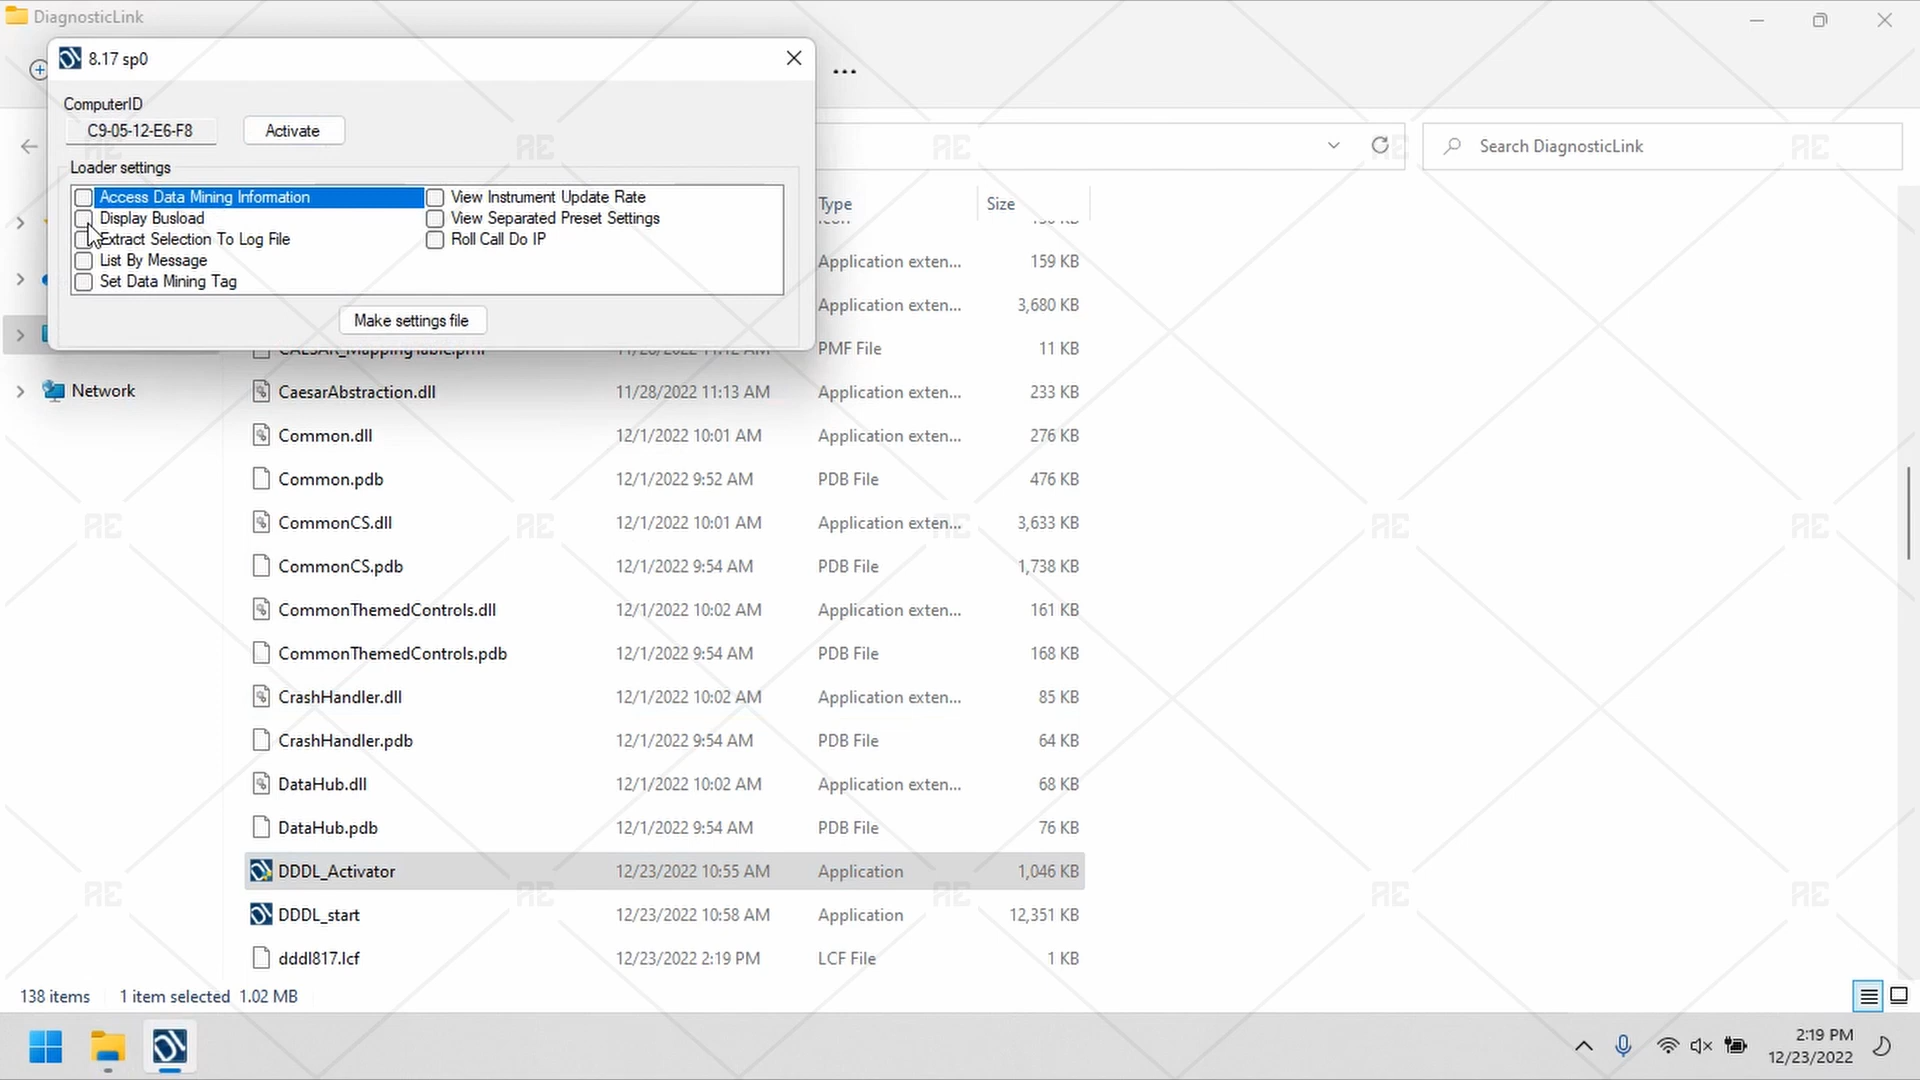 DiagnosticLink
8.17 sp0
ComputerID
C9-05-12-E6-F8
Activate
Loader settings
Access Data Mining Information
View Instrument Update Rate
Display Busload
View Separated Preset Settings
Extract Selection To Log File
Roll Call Do IP
List By Message
Set Data Mining Tag
Make settings file
Search DiagnosticLink
Type Size
Application exten... 159 KB
Application exten... 3,680 KB
CAESAR_MappingTable.pmf 11/28/2022 11:12 AM PMF File 11 KB
Network
CaesarAbstraction.dll 11/28/2022 11:13 AM Application exten... 233 KB
Common.dll 12/1/2022 10:01 AM Application exten... 276 KB
Common.pdb 12/1/2022 9:52 AM PDB File 476 KB
CommonCS.dll 12/1/2022 10:01 AM Application exten... 3,633 KB
CommonCS.pdb 12/1/2022 9:54 AM PDB File 1,738 KB
CommonThemedControls.dll 12/1/2022 10:02 AM Application exten... 161 KB
CommonThemedControls.pdb 12/1/2022 9:54 AM PDB File 168 KB
CrashHandler.dll 12/1/2022 10:02 AM Application exten... 85 KB
CrashHandler.pdb 12/1/2022 9:54 AM PDB File 64 KB
DataHub.dll 12/1/2022 10:02 AM Application exten... 68 KB
DataHub.pdb 12/1/2022 9:54 AM PDB File 76 KB
DDDL_Activator 12/23/2022 10:55 AM Application 1,046 KB
DDDL_start 12/23/2022 10:58 AM Application 12,351 KB
dddl817.lcf 12/23/2022 2:19 PM LCF File 1 KB
138 items 1 item selected 1.02 MB
2:19 PM
12/23/2022